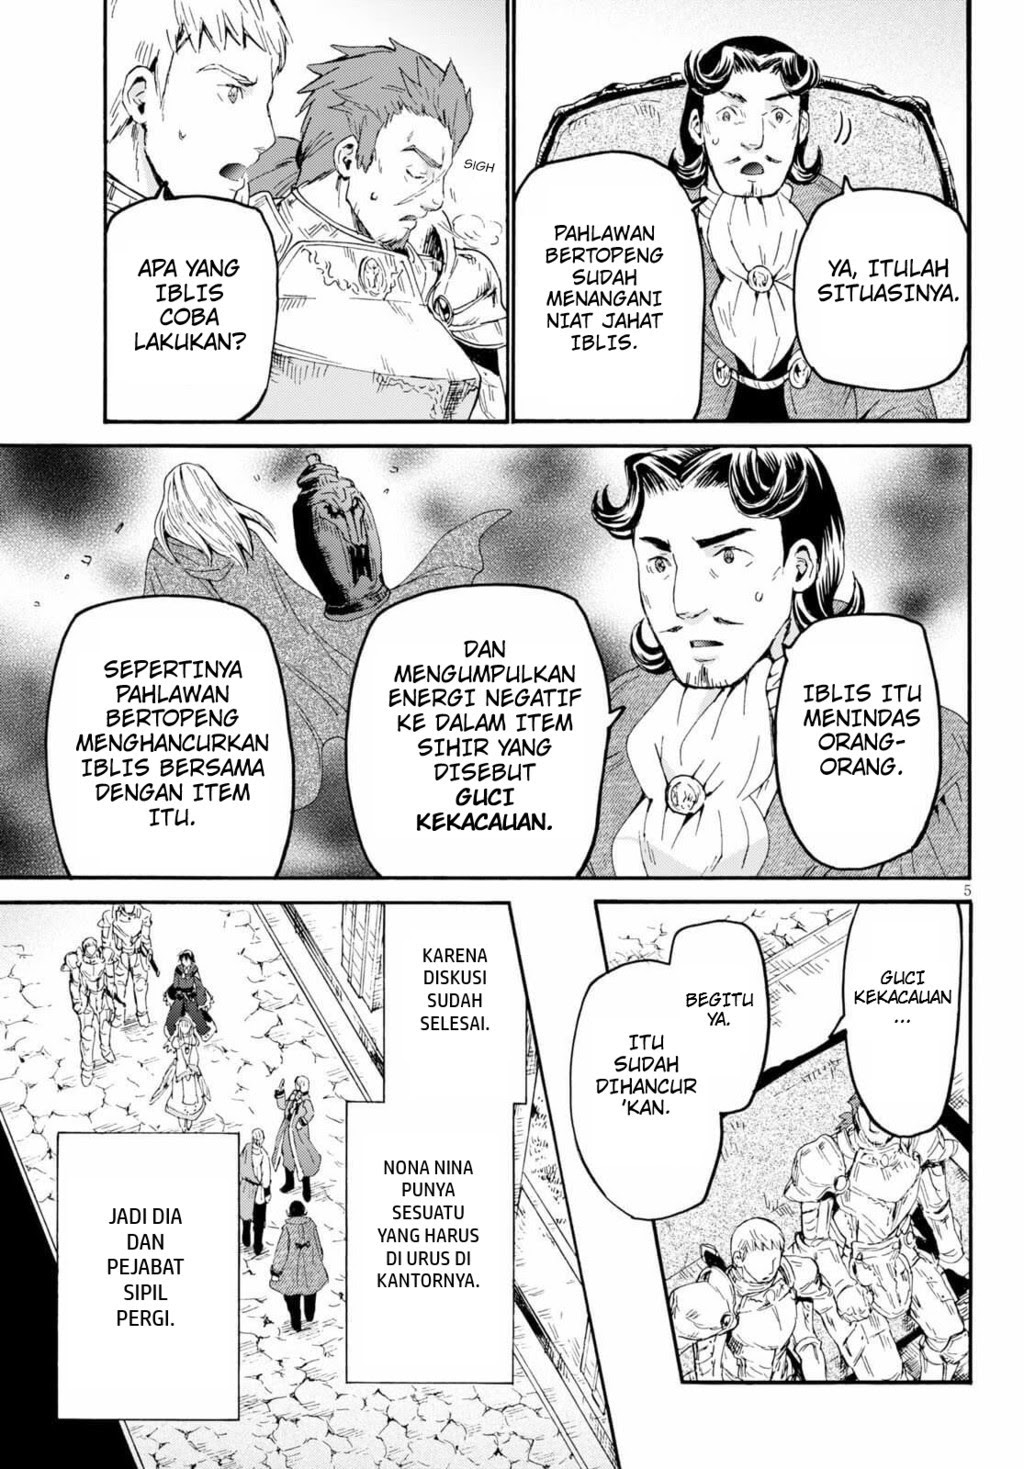 YA, ITULAH
SITUASINYA.
PAHLAWAN
BERTOPENG
SUDAH
MENANGANI
NIAT JAHAT
IBLIS.
SIGH
APA YANG
IBLIS
COBA
LAKUKAN?
IBLIS ITU
MENINDAS
ORANG-
ORANG.
DAN
MENGUMPULKAN
ENERGI NEGATIF
KE DALAM ITEM
SIHIR YANG
DISEBUT
GUCI
KEKACAUAN.
SEPERTINYA
PAHLAWAN
BERTOPENG
MENGHANCURKAN
IBLIS BERSAMA
DENGAN ITEM
ITU.
5
GUCI
KEKACAUAN
...
BEGITU
YA.
ITU
SUDAH
DIHANCUR
'KAN.
KARENA
DISKUSI
SUDAH
SELESAI.
NONA NINA
PUNYA
SESUATU
YANG HARUS
DI URUS DI
KANTORNYA.
JADI DIA
DAN
PEJABAT
SIPIL
PERGI.